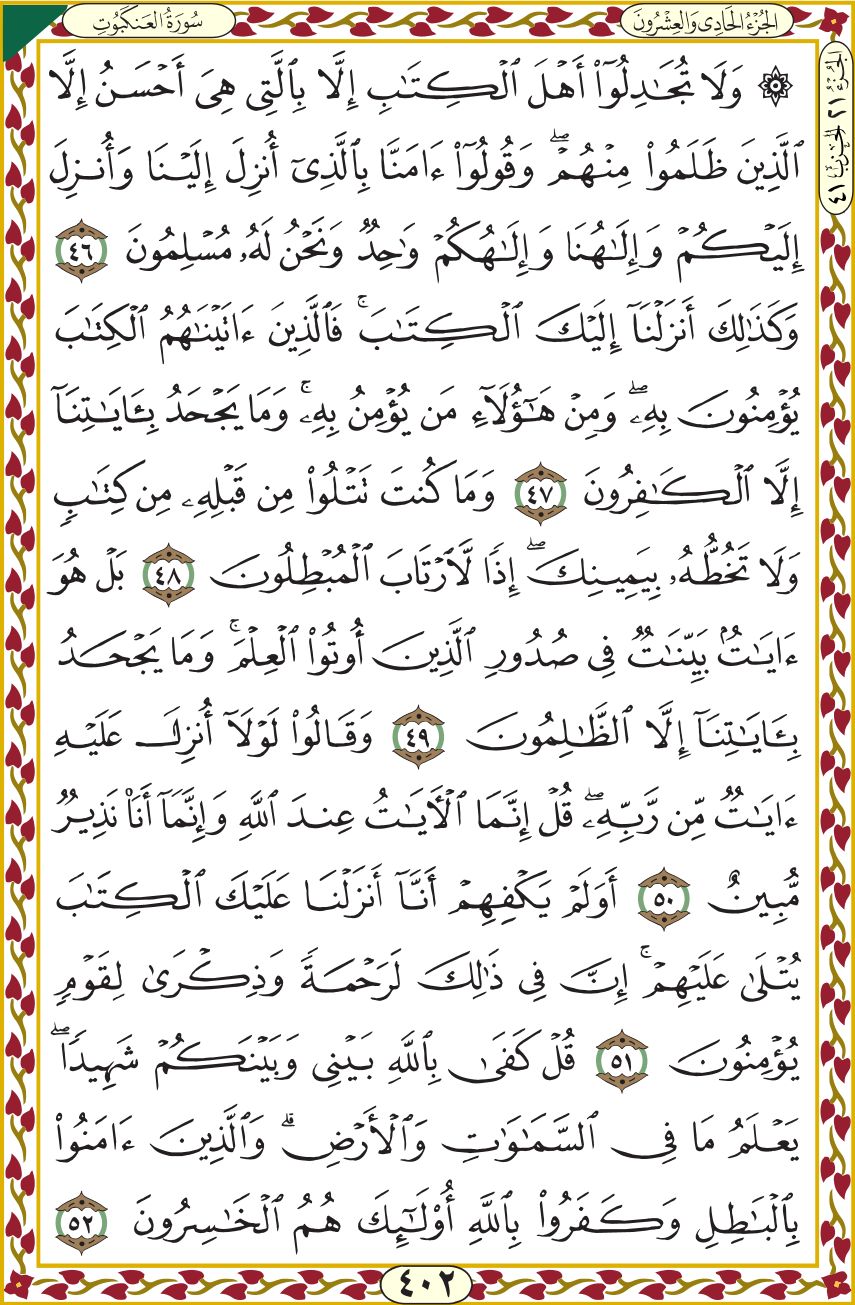 سُورَةُ العَنكَبُوتِ
الجُزْءُ الحَادِي وَالعِشْرُونَ
الجُزْءُ ٢١ الحِزْبُ ٤١
۞ وَلَا تُجَٰدِلُوٓا۟ أَهْلَ ٱلْكِتَٰبِ إِلَّا بِٱلَّتِى هِىَ أَحْسَنُ إِلَّا
ٱلَّذِينَ ظَلَمُوا۟ مِنْهُمْ ۖ وَقُولُوٓا۟ ءَامَنَّا بِٱلَّذِىٓ أُنزِلَ إِلَيْنَا وَأُنزِلَ
إِلَيْكُمْ وَإِلَٰهُنَا وَإِلَٰهُكُمْ وَٰحِدٌ وَنَحْنُ لَهُۥ مُسْلِمُونَ ٤٦
وَكَذَٰلِكَ أَنزَلْنَآ إِلَيْكَ ٱلْكِتَٰبَ ۚ فَٱلَّذِينَ ءَاتَيْنَٰهُمُ ٱلْكِتَٰبَ
يُؤْمِنُونَ بِهِۦ ۖ وَمِنْ هَٰٓؤُلَآءِ مَن يُؤْمِنُ بِهِۦ ۚ وَمَا يَجْحَدُ بِـَٔايَٰتِنَآ
إِلَّا ٱلْكَٰفِرُونَ ٤٧ وَمَا كُنتَ تَتْلُوا۟ مِن قَبْلِهِۦ مِن كِتَٰبٍ
وَلَا تَخُطُّهُۥ بِيَمِينِكَ ۖ إِذًا لَّٱرْتَابَ ٱلْمُبْطِلُونَ ٤٨ بَلْ هُوَ
ءَايَٰتٌۢ بَيِّنَٰتٌ فِى صُدُورِ ٱلَّذِينَ أُوتُوا۟ ٱلْعِلْمَ ۚ وَمَا يَجْحَدُ
بِـَٔايَٰتِنَآ إِلَّا ٱلظَّٰلِمُونَ ٤٩ وَقَالُوا۟ لَوْلَآ أُنزِلَ عَلَيْهِ
ءَايَٰتٌ مِّن رَّبِّهِۦ ۖ قُلْ إِنَّمَا ٱلْـَٔايَٰتُ عِندَ ٱللَّهِ وَإِنَّمَآ أَنَا۠ نَذِيرٌ
مُّبِينٌ ٥٠ أَوَلَمْ يَكْفِهِمْ أَنَّآ أَنزَلْنَا عَلَيْكَ ٱلْكِتَٰبَ
يُتْلَىٰ عَلَيْهِمْ ۚ إِنَّ فِى ذَٰلِكَ لَرَحْمَةً وَذِكْرَىٰ لِقَوْمٍ
يُؤْمِنُونَ ٥١ قُلْ كَفَىٰ بِٱللَّهِ بَيْنِى وَبَيْنَكُمْ شَهِيدًا ۖ
يَعْلَمُ مَا فِى ٱلسَّمَٰوَٰتِ وَٱلْأَرْضِ ۗ وَٱلَّذِينَ ءَامَنُوا۟
بِٱلْبَٰطِلِ وَكَفَرُوا۟ بِٱللَّهِ أُو۟لَٰٓئِكَ هُمُ ٱلْخَٰسِرُونَ ٥٢
٤٠٢